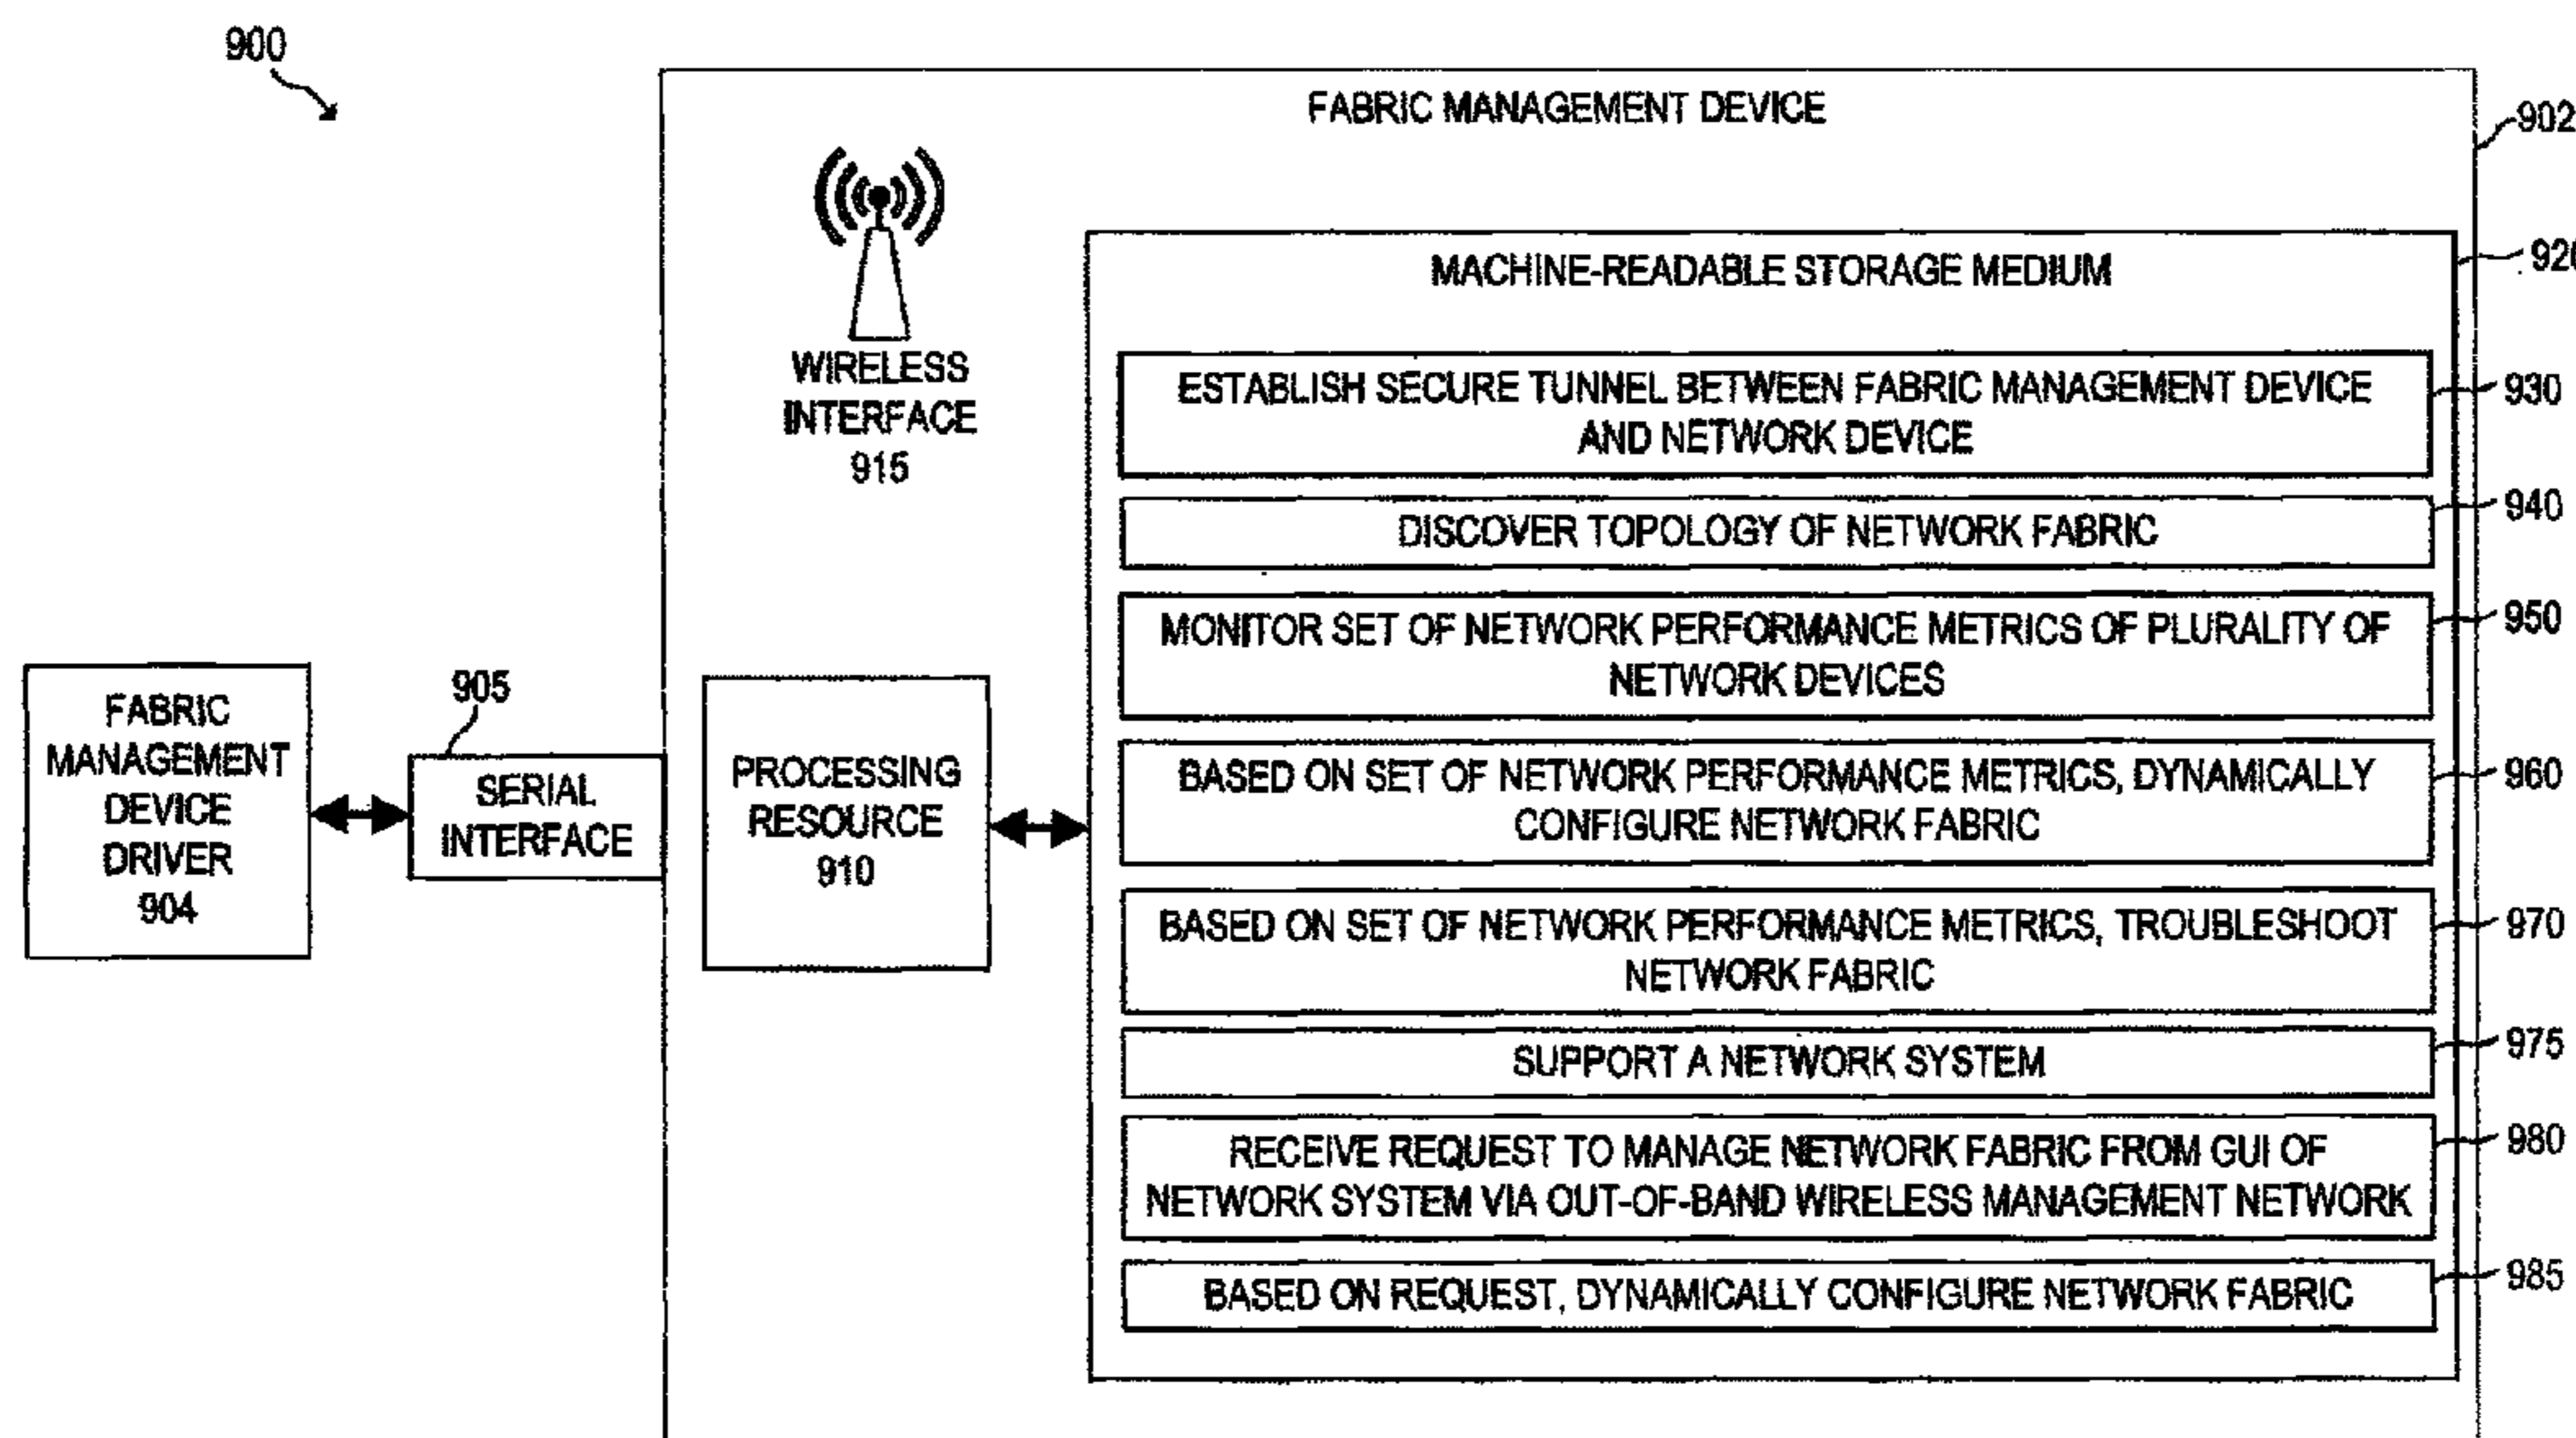 900
FABRIC MANAGEMENT DEVICE
902
WIRELESS
INTERFACE
915
MACHINE-READABLE STORAGE MEDIUM
ESTABLISH SECURE TUNNEL BETWEEN FABRIC MANAGEMENT DEVICE
AND NETWORK DEVICE
930
DISCOVER TOPOLOGY OF NETWORK FABRIC
940
MONITOR SET OF NETWORK PERFORMANCE METRICS OF PLURALITY OF
NETWORK DEVICES
950
FABRIC
MANAGEMENT
DEVICE
DRIVER
904
905
SERIAL
INTERFACE
PROCESSING
RESOURCE
910
BASED ON SET OF NETWORK PERFORMANCE METRICS, DYNAMICALLY
CONFIGURE NETWORK FABRIC
960
BASED ON SET OF NETWORK PERFORMANCE METRICS, TROUBLESHOOT
NETWORK FABRIC
970
SUPPORT A NETWORK SYSTEM
975
RECEIVE REQUEST TO MANAGE NETWORK FABRIC FROM GUI OF
NETWORK SYSTEM VIA OUT-OF-BAND WIRELESS MANAGEMENT NETWORK
980
BASED ON REQUEST, DYNAMICALLY CONFIGURE NETWORK FABRIC
985